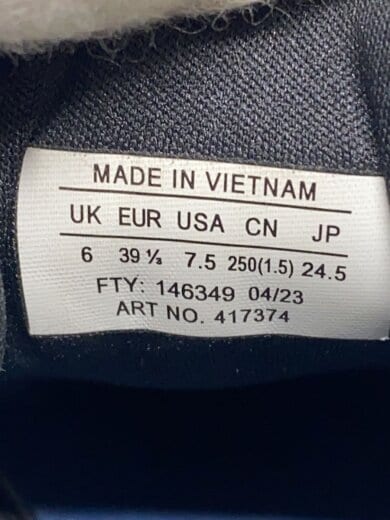 MADE IN VIETNAM
UK EUR USA CN JP
6 39 ⅓ 7.5 250(1.5) 24.5
FTY: 146349 04/23
ART NO. 417374